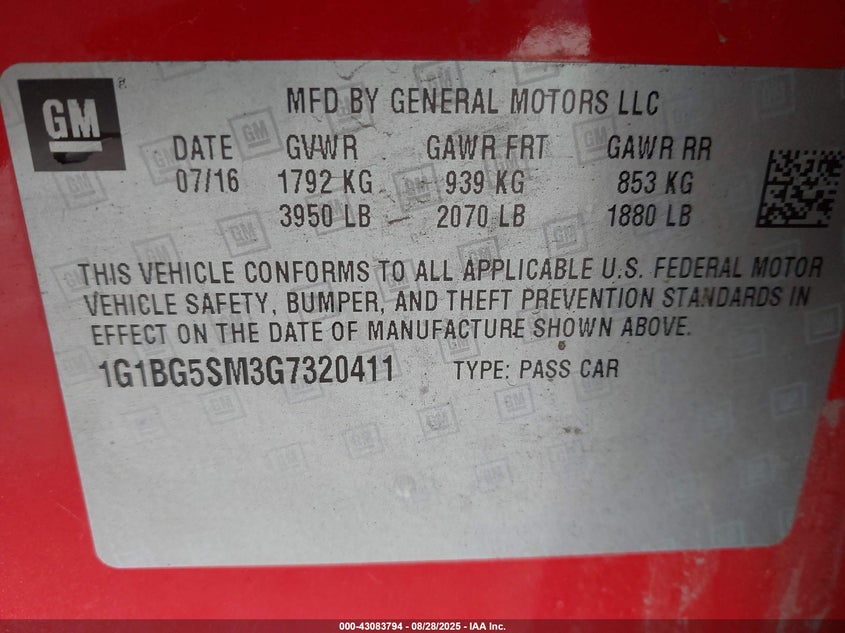 GM
MFD BY GENERAL MOTORS LLC
DATE GVWR GAWR FRT GAWR RR
07/16 1792 KG 939 KG 853 KG
3950 LB 2070 LB 1880 LB
THIS VEHICLE CONFORMS TO ALL APPLICABLE U.S. FEDERAL MOTOR
VEHICLE SAFETY, BUMPER, AND THEFT PREVENTION STANDARDS IN
EFFECT ON THE DATE OF MANUFACTURE SHOWN ABOVE.
1G1BG5SM3G7320411 TYPE: PASS CAR
000-43083794 - 08/28/2025 - IAA Inc.